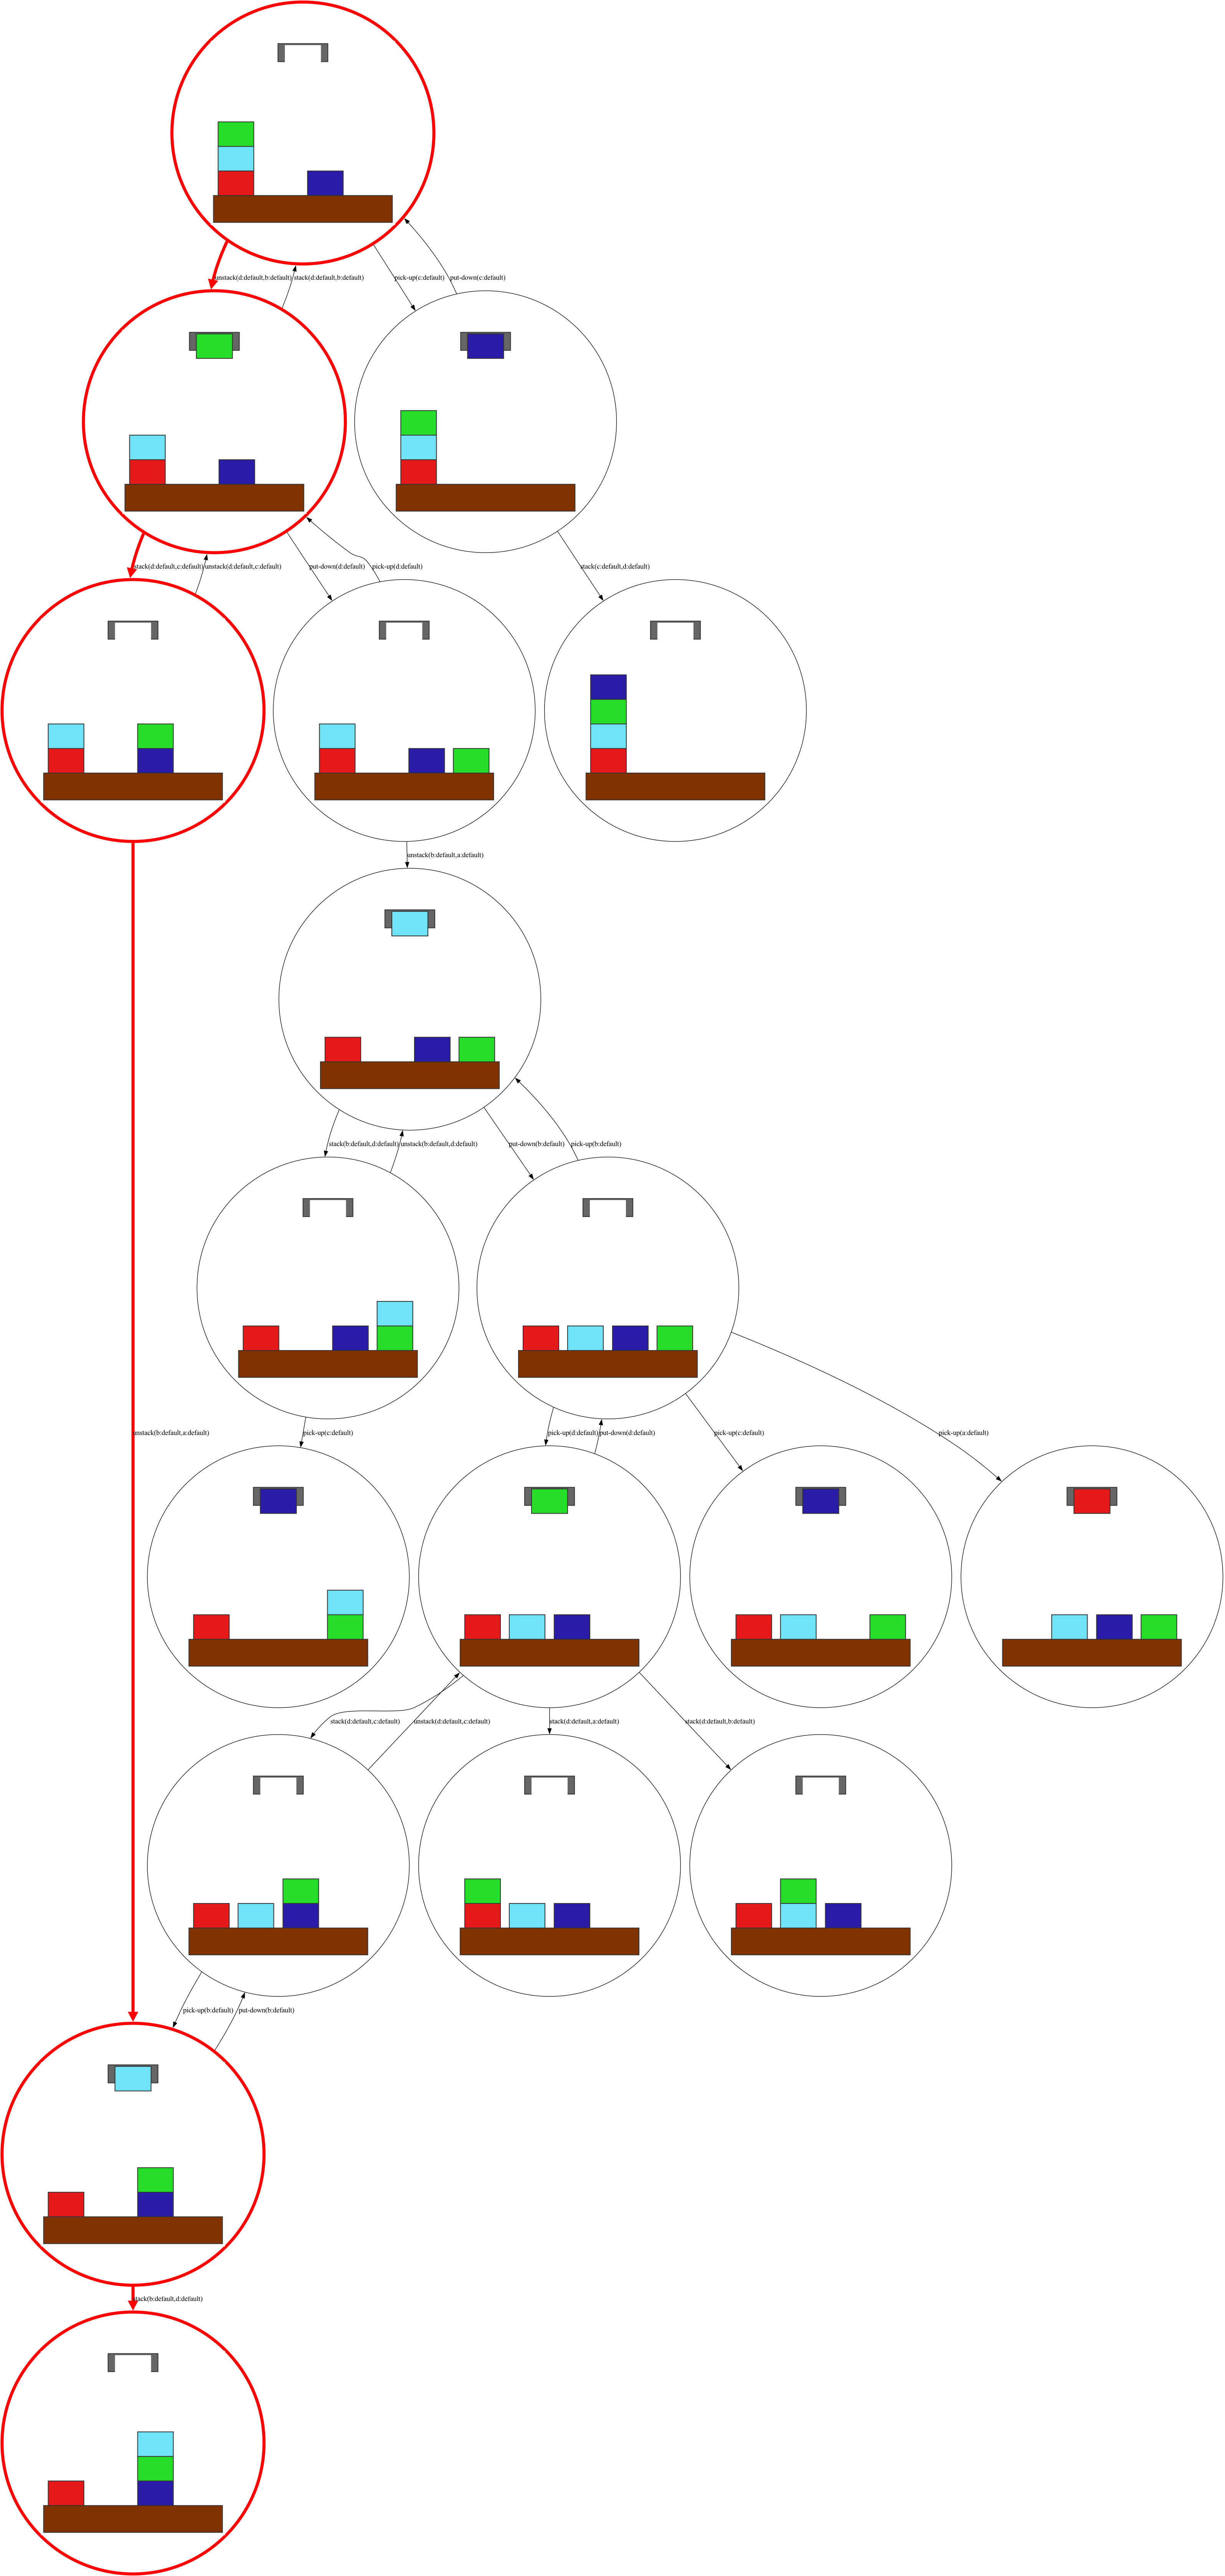 unstack(d:default,b:default)
stack(d:default,b:default)
pick-up(c:default)
put-down(c:default)
stack(d:default,c:default)
unstack(d:default,c:default)
put-down(d:default)
pick-up(d:default)
stack(c:default,d:default)
unstack(b:default,a:default)
stack(b:default,d:default)
unstack(b:default,d:default)
put-down(b:default)
pick-up(b:default)
unstack(b:default,a:default)
pick-up(c:default)
pick-up(d:default)
put-down(d:default)
pick-up(c:default)
pick-up(a:default)
stack(d:default,c:default)
unstack(d:default,c:default)
stack(d:default,a:default)
stack(d:default,b:default)
pick-up(b:default)
put-down(b:default)
stack(b:default,d:default)